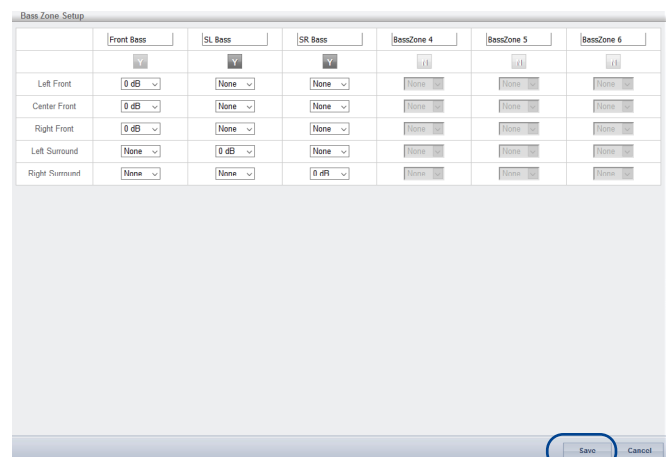 Bass Zone Setup
Front Bass SL Bass SR Bass BassZone 4 BassZone 5 BassZone 6
Y Y Y
Left Front 0 dB None None None None None
Center Front 0 dB None None None None None
Right Front 0 dB None None None None None
Left Surround None 0 dB None None None None
Right Surround None None 0 dB None None None
Save Cancel